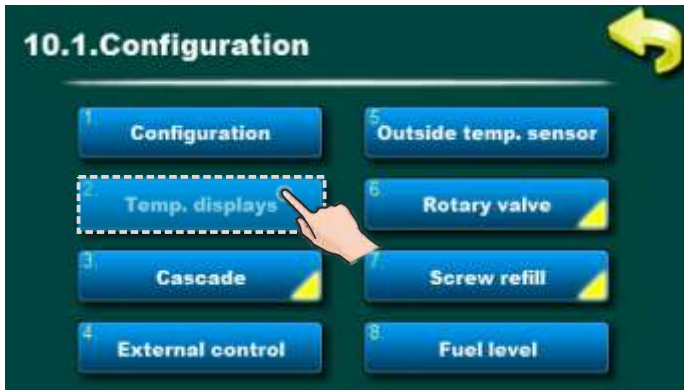 10.1.Configuration
1
Configuration
5
Outside temp. sensor
2.
Temp. displays
6
Rotary valve
3
Cascade
7
Screw refill
4
External control
8
Fuel level